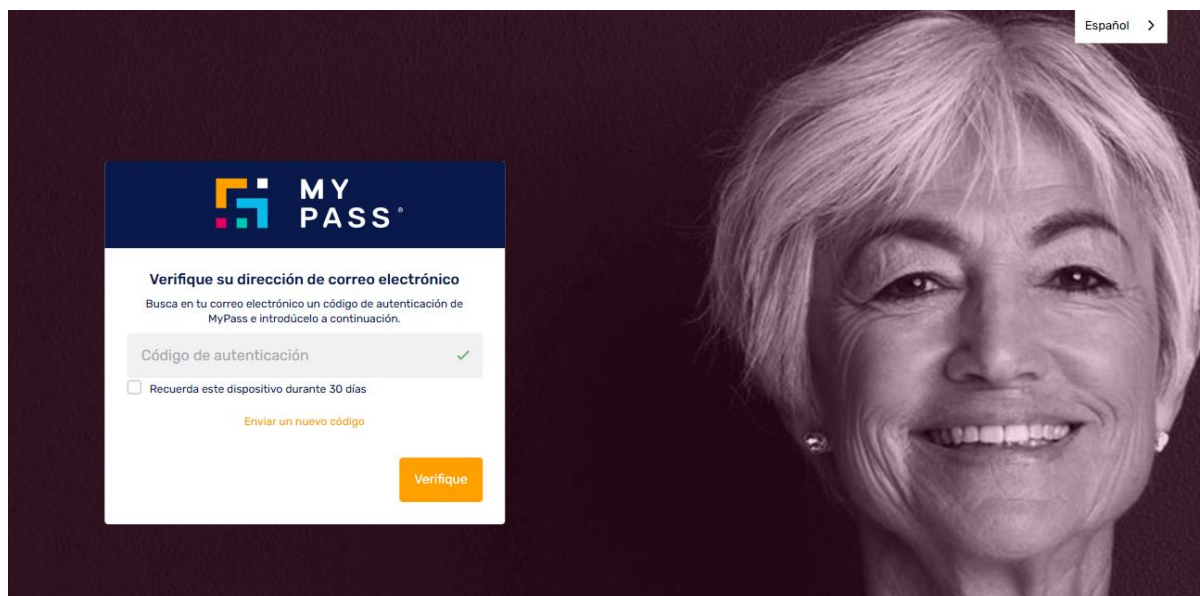 Español
MY
PASS®
Verifique su dirección de correo electrónico
Busca en tu correo electrónico un código de autenticación de
MyPass e introdúcelo a continuación.
Código de autenticación
Recuerda este dispositivo durante 30 días
Enviar un nuevo código
Verifique